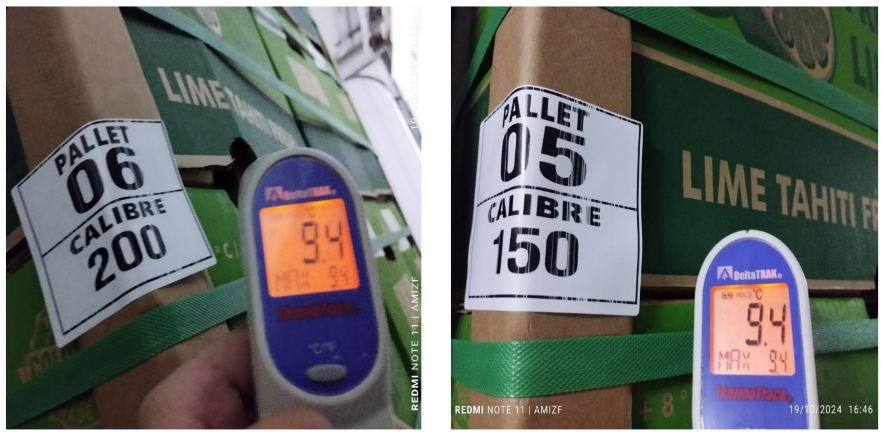 LIME TAHITI
PALLET
06
CALIBRE
200
DeltaTRAK
°C
9.4
MAX 9.4
ThermoTrace
°C/°F
REDMI NOTE 11 | AMIZF
PALLET
05
CALIBRE
150
LIME TAHITI
DeltaTRAK
HOLD °C
9.4
MAX 9.4
ThermoTrace
+ 8°
REDMI NOTE 11 | AMIZF
19/10/2024 16:46